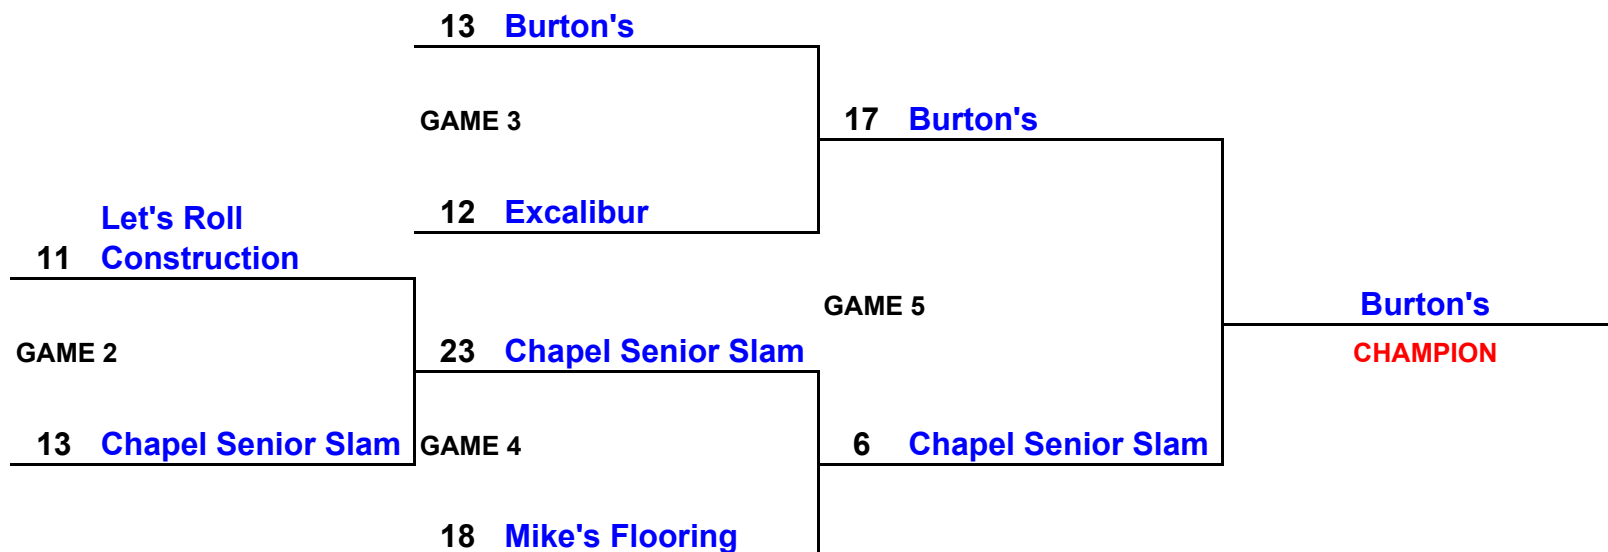 13 Burton's
GAME 3
17 Burton's
12 Excalibur
Let's Roll
11 Construction
GAME 5
Burton's
GAME 2
23 Chapel Senior Slam
CHAMPION
13 Chapel Senior Slam
GAME 4
6 Chapel Senior Slam
18 Mike's Flooring